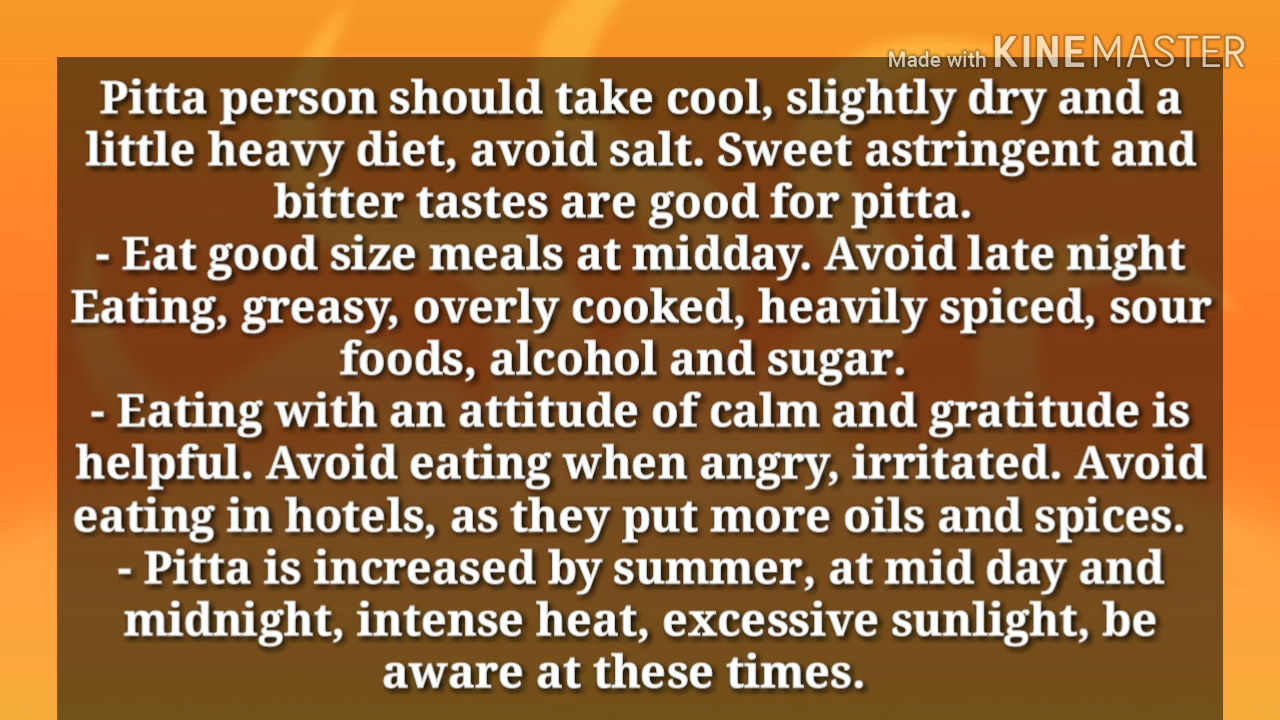 Made with KINEMASTER
Pitta person should take cool, slightly dry and a
little heavy diet, avoid salt. Sweet astringent and
bitter tastes are good for pitta.
- Eat good size meals at midday. Avoid late night
Eating, greasy, overly cooked, heavily spiced, sour
foods, alcohol and sugar.
- Eating with an attitude of calm and gratitude is
helpful. Avoid eating when angry, irritated. Avoid
eating in hotels, as they put more oils and spices.
- Pitta is increased by summer, at mid day and
midnight, intense heat, excessive sunlight, be
aware at these times.